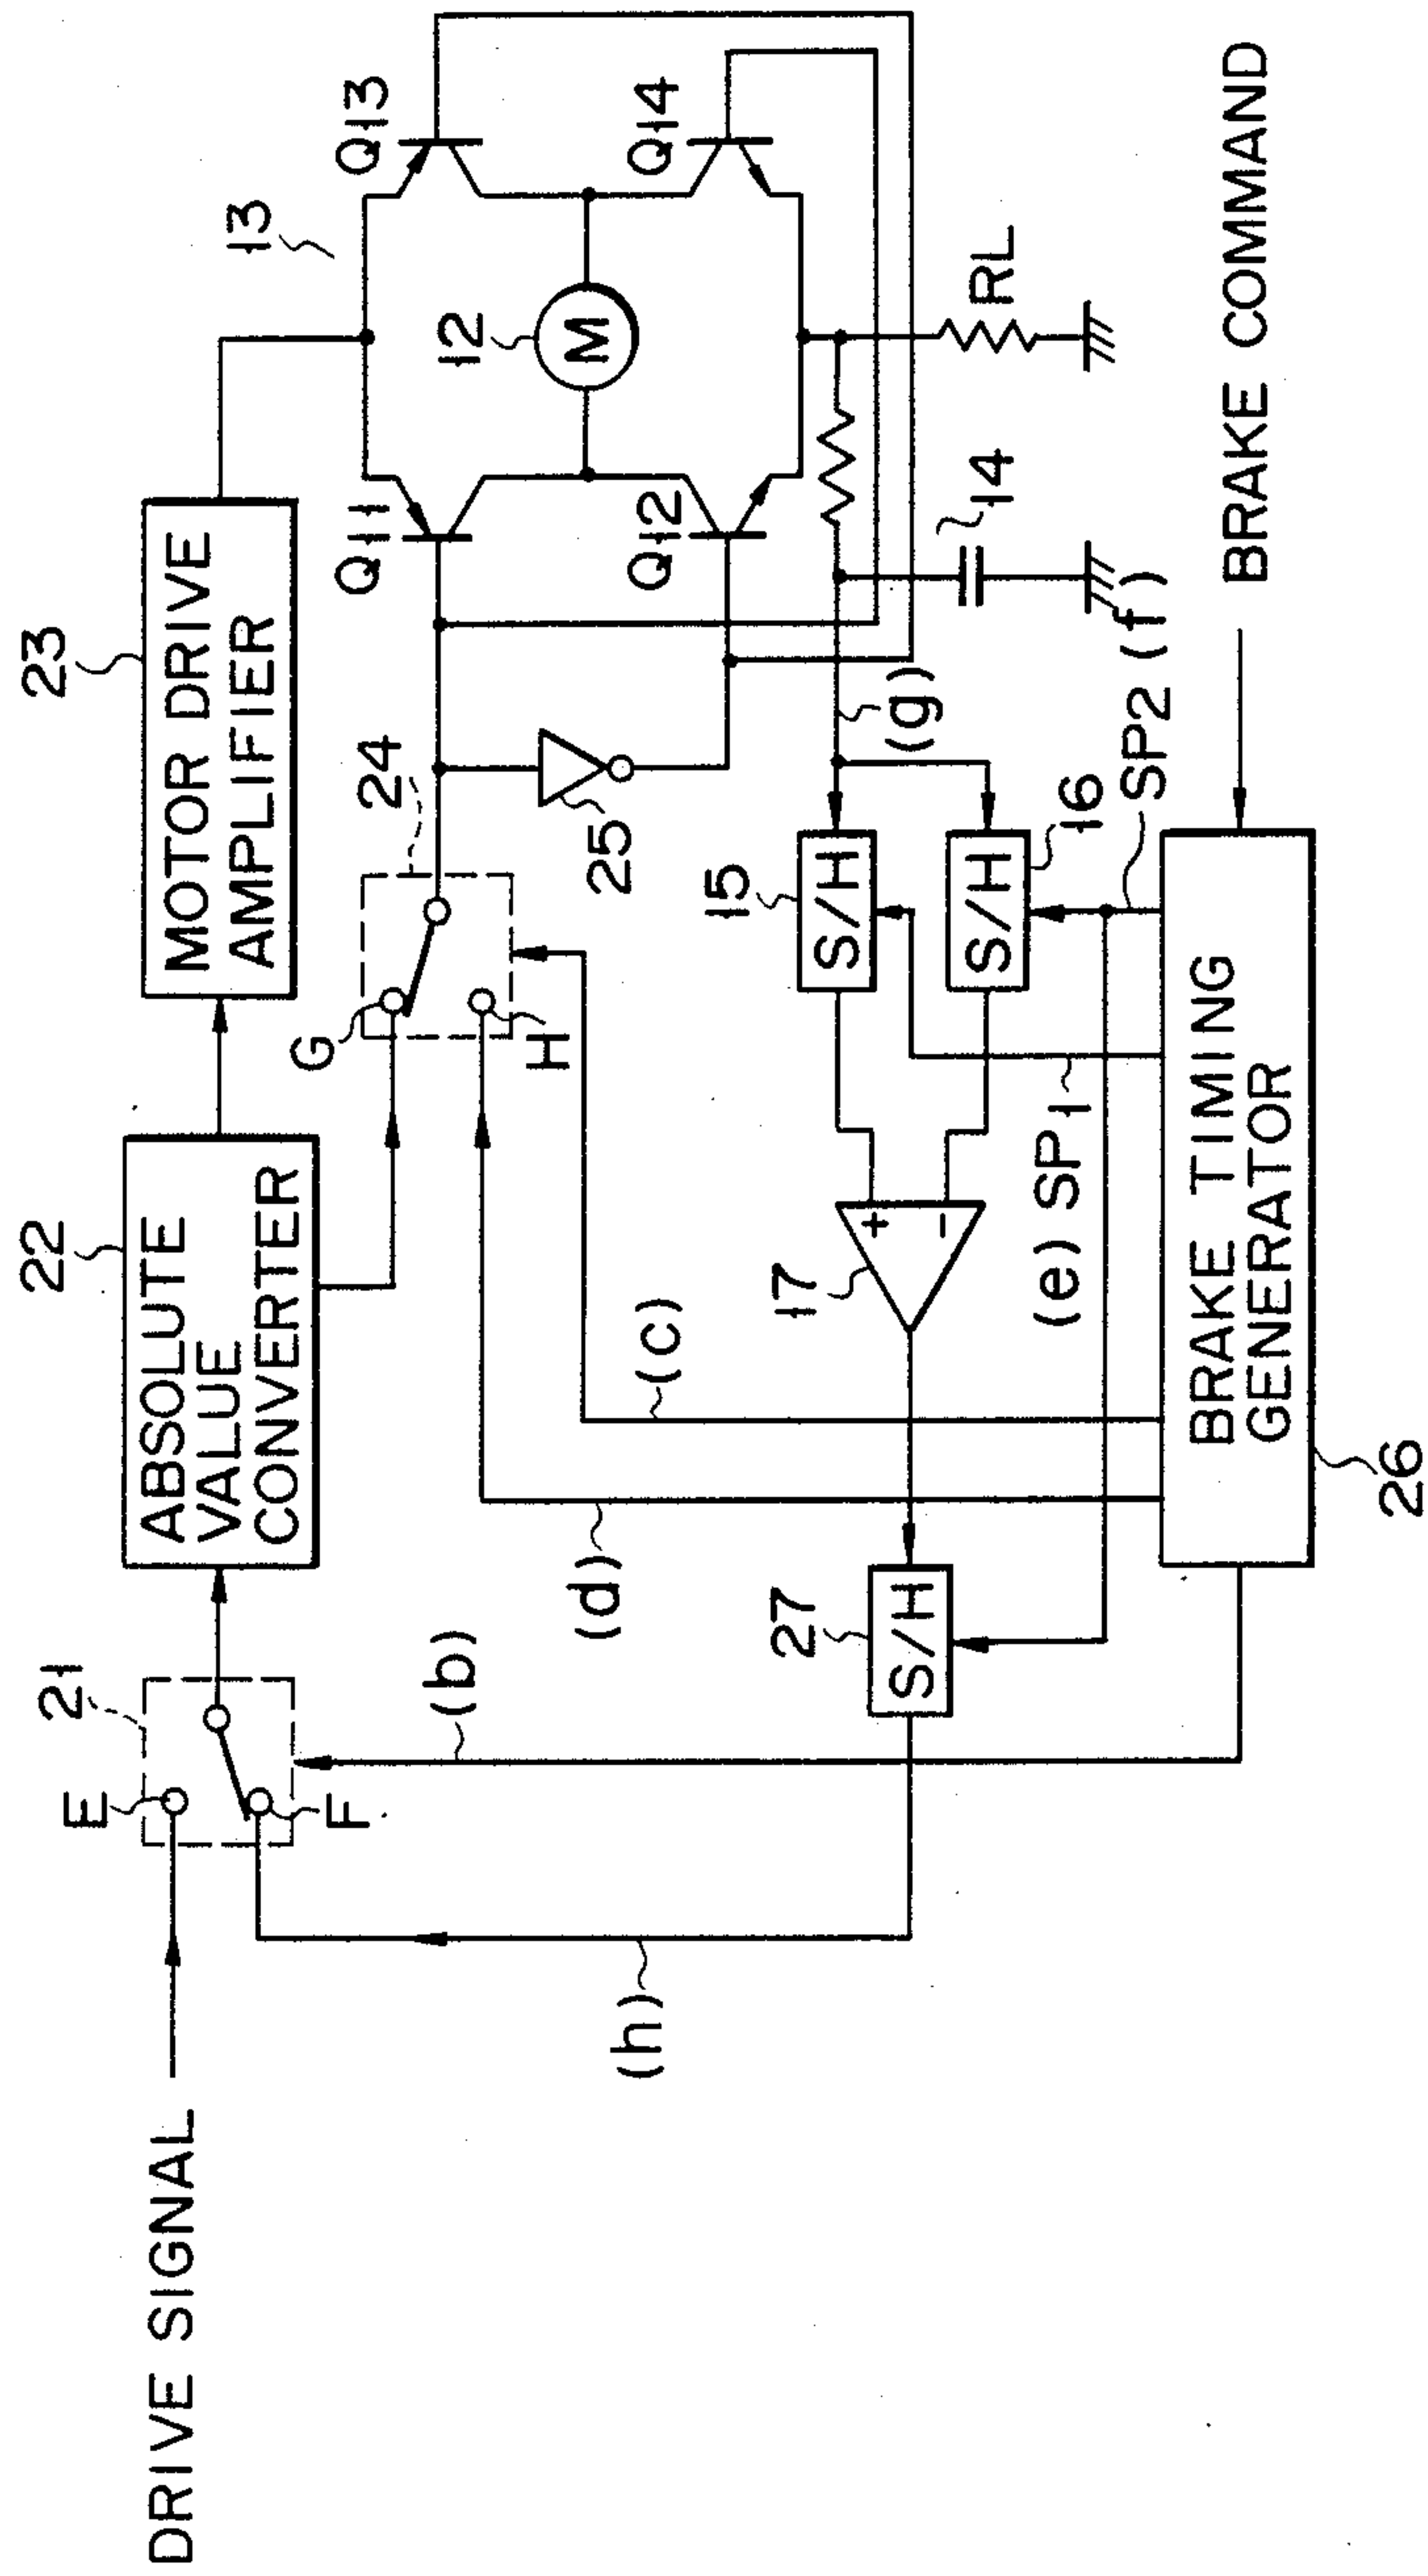 DRIVE SIGNAL
E
21
F
(b)
(h)
22
ABSOLUTE
VALUE
CONVERTER
23
MOTOR DRIVE
AMPLIFIER
G
24
H
25
(d)
(c)
13
Q11
Q13
12
M
Q12
Q14
RL
14
(g)
15
S/H
16
S/H
17
+
-
27
S/H
(e) SP1
SP2 (f)
BRAKE TIMING
GENERATOR
26
BRAKE COMMAND